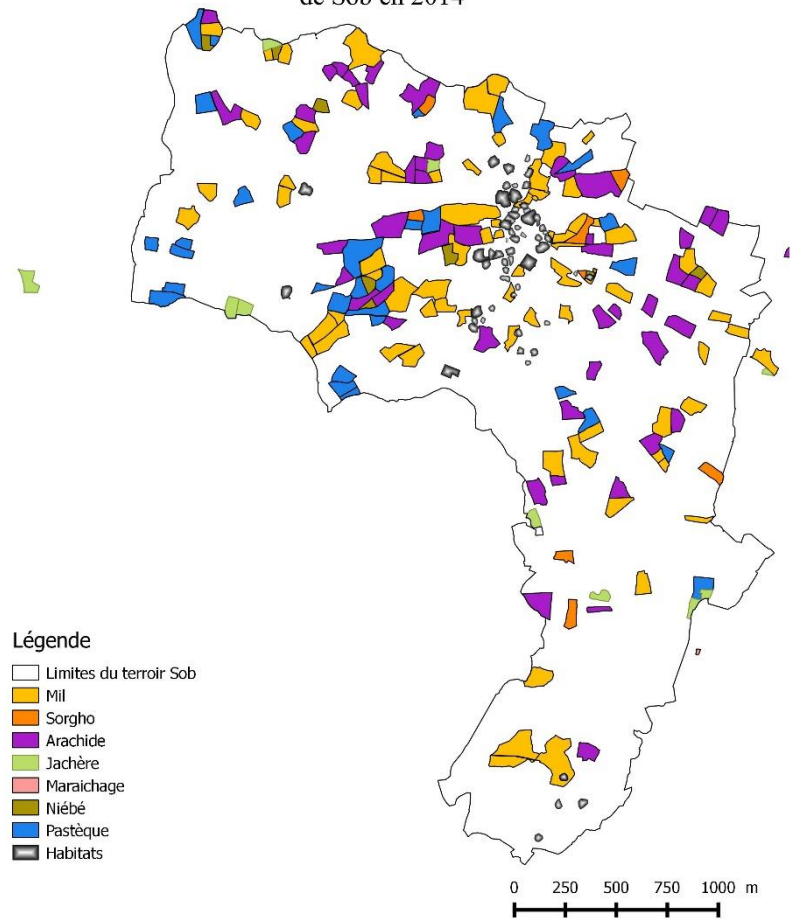 de Sob en 2014
Légende
Limites du terroir Sob
Mil
Sorgho
Arachide
Jachère
Maraichage
Niébé
Pastèque
Habitats
0 250 500 750 1000 m